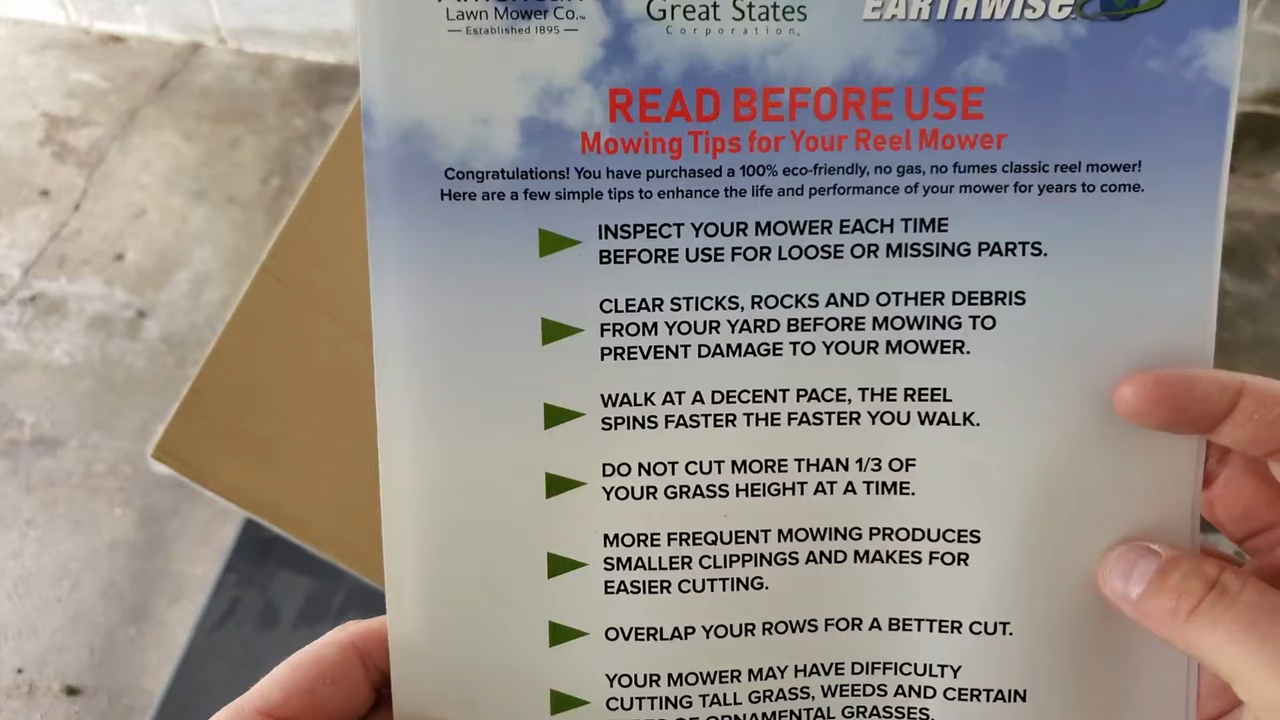 Lawn Mower Co.™
— Established 1895 —
Great States
Corporation™
EARTHWISE
READ BEFORE USE
Mowing Tips for Your Reel Mower
Congratulations! You have purchased a 100% eco-friendly, no gas, no fumes classic reel mower!
Here are a few simple tips to enhance the life and performance of your mower for years to come.
INSPECT YOUR MOWER EACH TIME
BEFORE USE FOR LOOSE OR MISSING PARTS.
CLEAR STICKS, ROCKS AND OTHER DEBRIS
FROM YOUR YARD BEFORE MOWING TO
PREVENT DAMAGE TO YOUR MOWER.
WALK AT A DECENT PACE, THE REEL
SPINS FASTER THE FASTER YOU WALK.
DO NOT CUT MORE THAN 1/3 OF
YOUR GRASS HEIGHT AT A TIME.
MORE FREQUENT MOWING PRODUCES
SMALLER CLIPPINGS AND MAKES FOR
EASIER CUTTING.
OVERLAP YOUR ROWS FOR A BETTER CUT.
YOUR MOWER MAY HAVE DIFFICULTY
CUTTING TALL GRASS, WEEDS AND CERTAIN
OF ORNAMENTAL GRASSES.